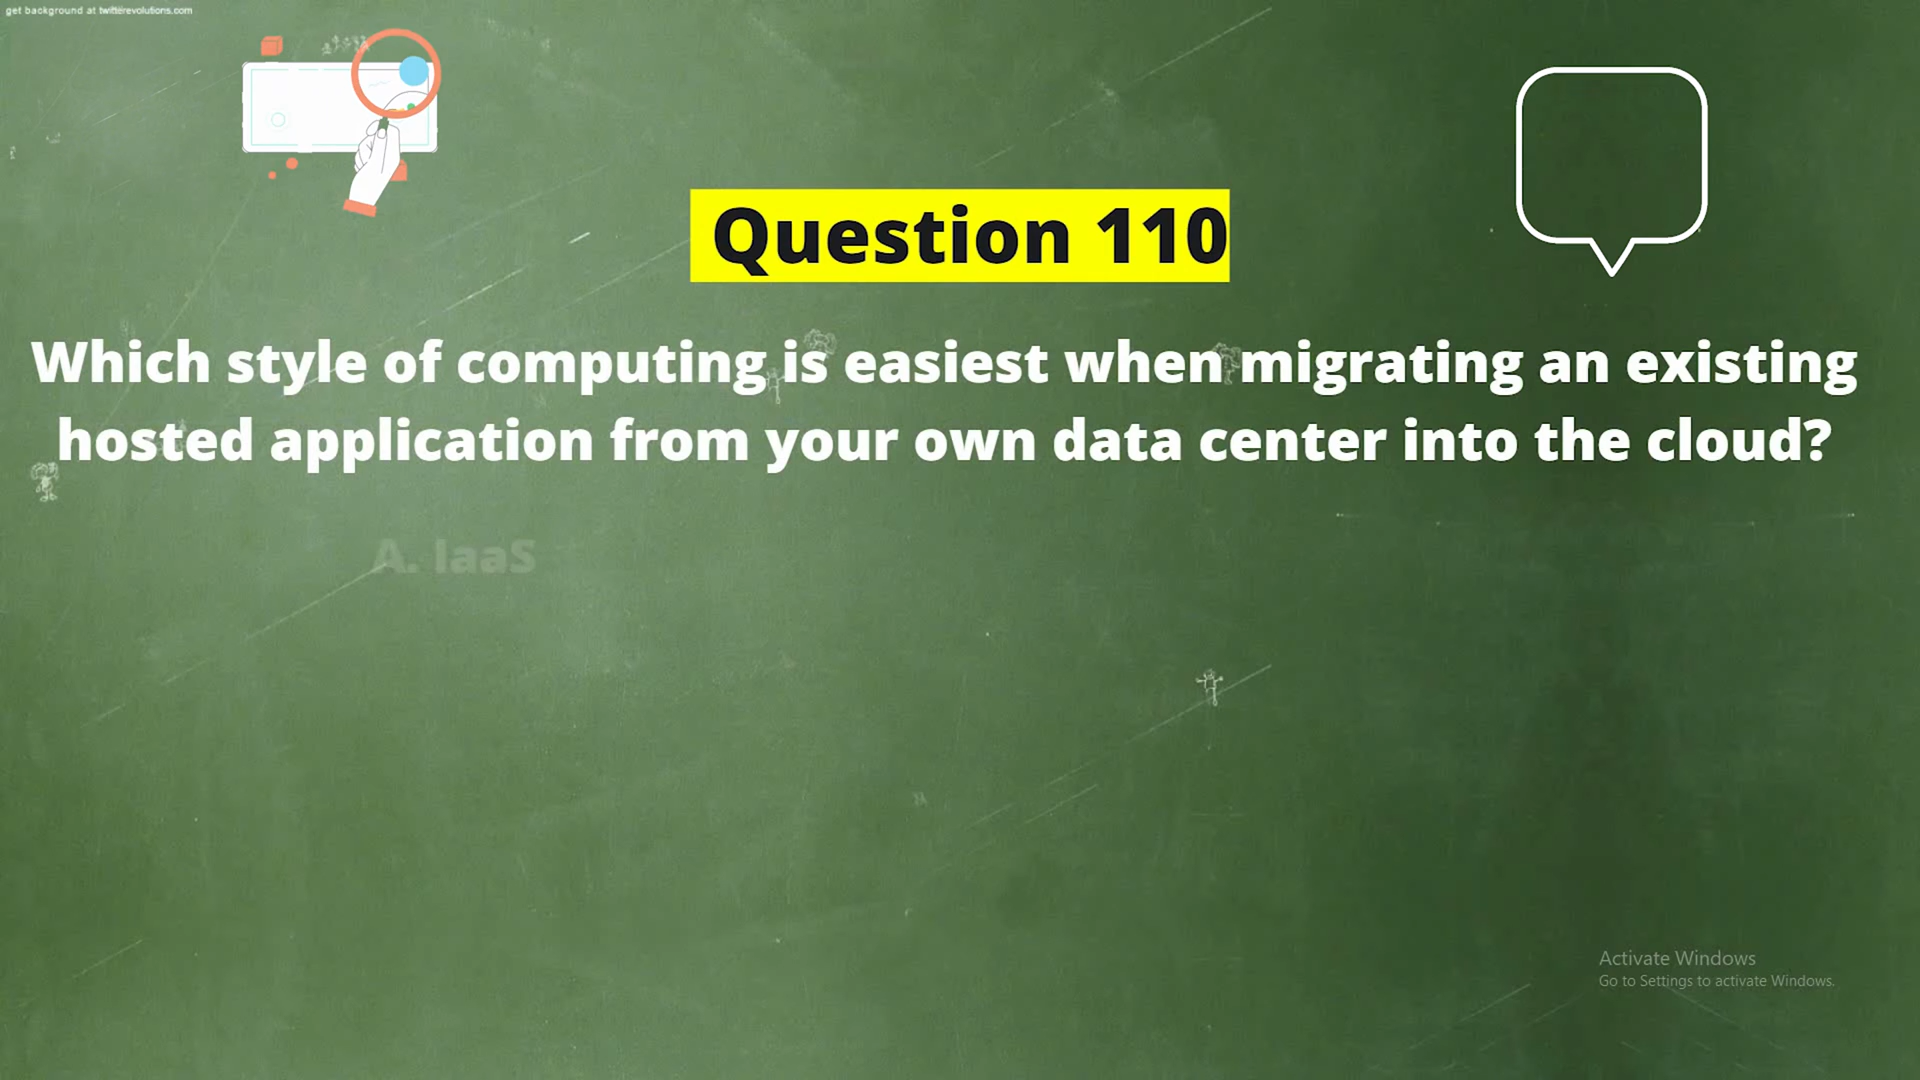 get background at twitterevolutions.com
Question 110
Which style of computing is easiest when migrating an existing
hosted application from your own data center into the cloud?
A. IaaS
Activate Windows
Go to Settings to activate Windows.